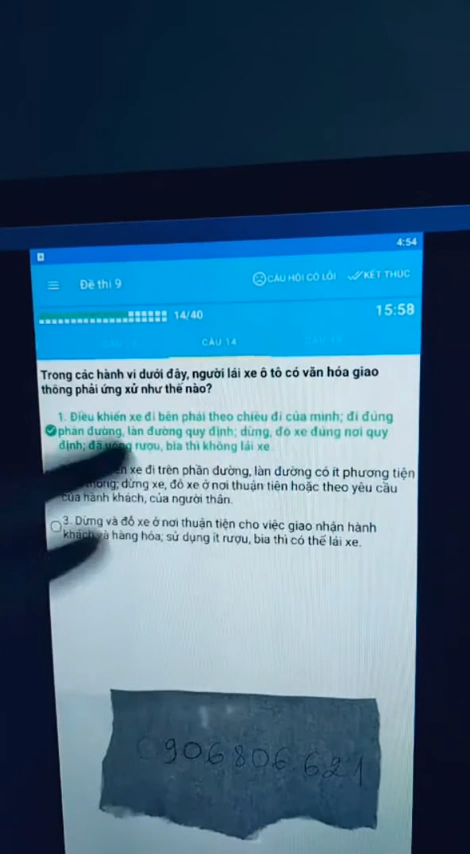 4:54
Đề thi 9
CÂU HỎI CÓ LỖI
KẾT THÚC
14/40
15:58
CÂU 14
Trong các hành vi dưới đây, người lái xe ô tô có văn hóa giao
thông phải ứng xử như thế nào?
1. Điều khiển xe đi bên phải theo chiều đi của mình; đi đúng
phần đường, làn đường quy định; dừng, đỗ xe đúng nơi quy
định; đã uống rượu, bia thì không lái xe.
xe đi trên phần đường, làn đường có ít phương tiện
thông; dừng xe, đỗ xe ở nơi thuận tiện hoặc theo yêu cầu
của hành khách, của người thân.
3. Dừng và đỗ xe ở nơi thuận tiện cho việc giao nhận hành
khách và hàng hóa; sử dụng ít rượu, bia thì có thể lái xe.
0906806621